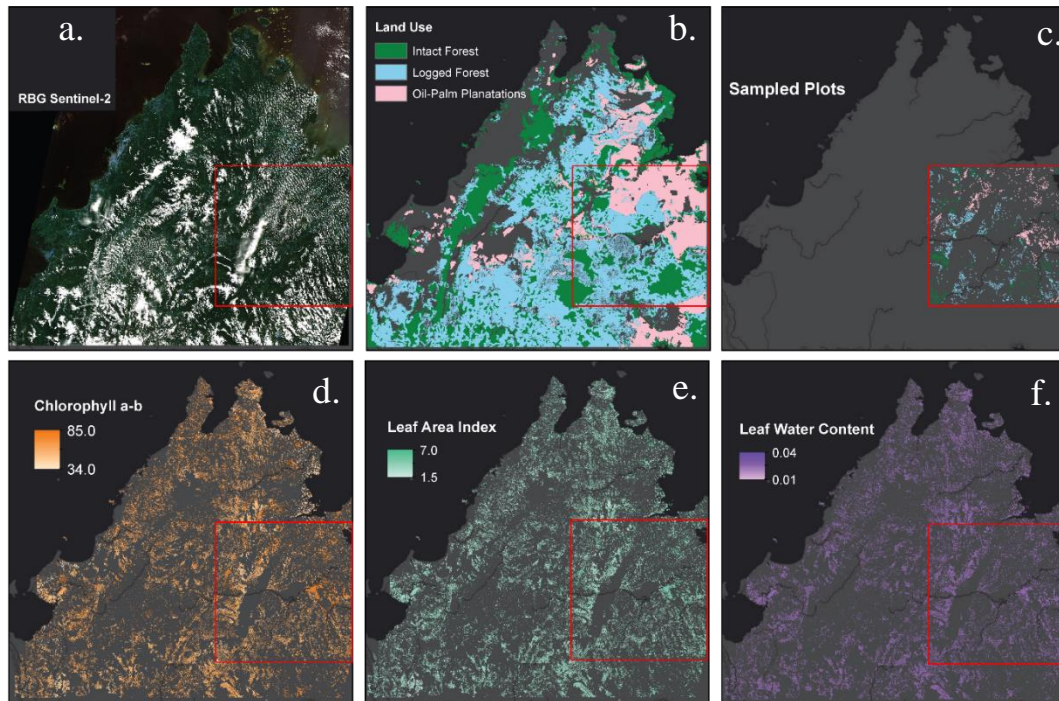 a.
RBG Sentinel-2
b.
Land Use
Intact Forest
Logged Forest
Oil-Palm Planatations
c.
Sampled Plots
d.
Chlorophyll a-b
85.0
34.0
e.
Leaf Area Index
7.0
1.5
f.
Leaf Water Content
0.04
0.01